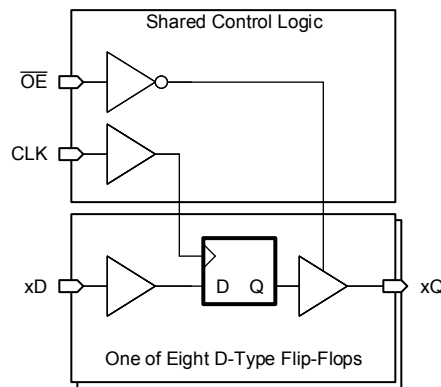 Shared Control Logic
OE
CLK
xD
D Q
xQ
One of Eight D-Type Flip-Flops